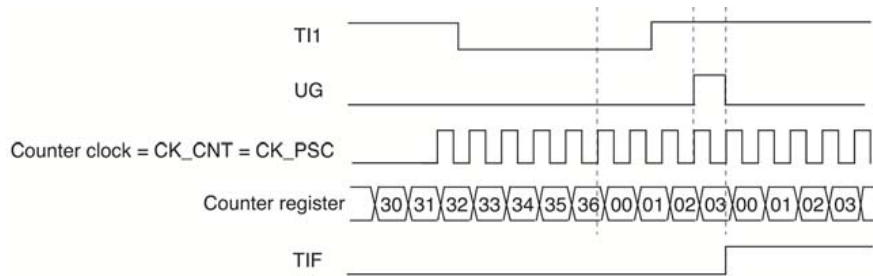 TI1
UG
Counter clock = CK_CNT = CK_PSC
Counter register 30 31 32 33 34 35 36 00 01 02 03 00 01 02 03
TIF